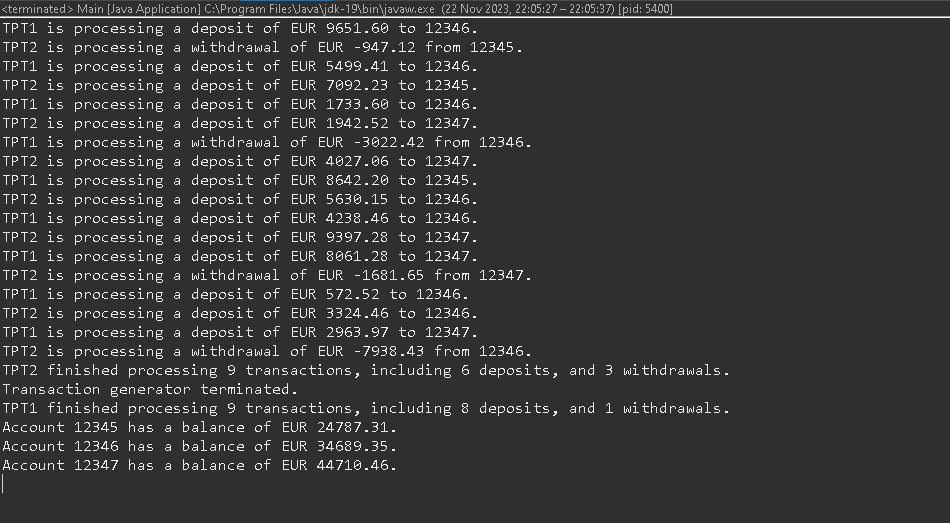 <terminated> Main [Java Application] C:\Program Files\Java\jdk-19\bin\javaw.exe (22 Nov 2023, 22:05:27 – 22:05:37) [pid: 5400]
TPT1 is processing a deposit of EUR 9651.60 to 12346.
TPT2 is processing a withdrawal of EUR -947.12 from 12345.
TPT1 is processing a deposit of EUR 5499.41 to 12346.
TPT2 is processing a deposit of EUR 7092.23 to 12345.
TPT1 is processing a deposit of EUR 1733.60 to 12346.
TPT2 is processing a deposit of EUR 1942.52 to 12347.
TPT1 is processing a withdrawal of EUR -3022.42 from 12346.
TPT2 is processing a deposit of EUR 4027.06 to 12347.
TPT1 is processing a deposit of EUR 8642.20 to 12345.
TPT2 is processing a deposit of EUR 5630.15 to 12346.
TPT1 is processing a deposit of EUR 4238.46 to 12346.
TPT2 is processing a deposit of EUR 9397.28 to 12347.
TPT1 is processing a deposit of EUR 8061.28 to 12347.
TPT2 is processing a withdrawal of EUR -1681.65 from 12347.
TPT1 is processing a deposit of EUR 572.52 to 12346.
TPT2 is processing a deposit of EUR 3324.46 to 12346.
TPT1 is processing a deposit of EUR 2963.97 to 12347.
TPT2 is processing a withdrawal of EUR -7938.43 from 12346.
TPT2 finished processing 9 transactions, including 6 deposits, and 3 withdrawals.
Transaction generator terminated.
TPT1 finished processing 9 transactions, including 8 deposits, and 1 withdrawals.
Account 12345 has a balance of EUR 24787.31.
Account 12346 has a balance of EUR 34689.35.
Account 12347 has a balance of EUR 44710.46.